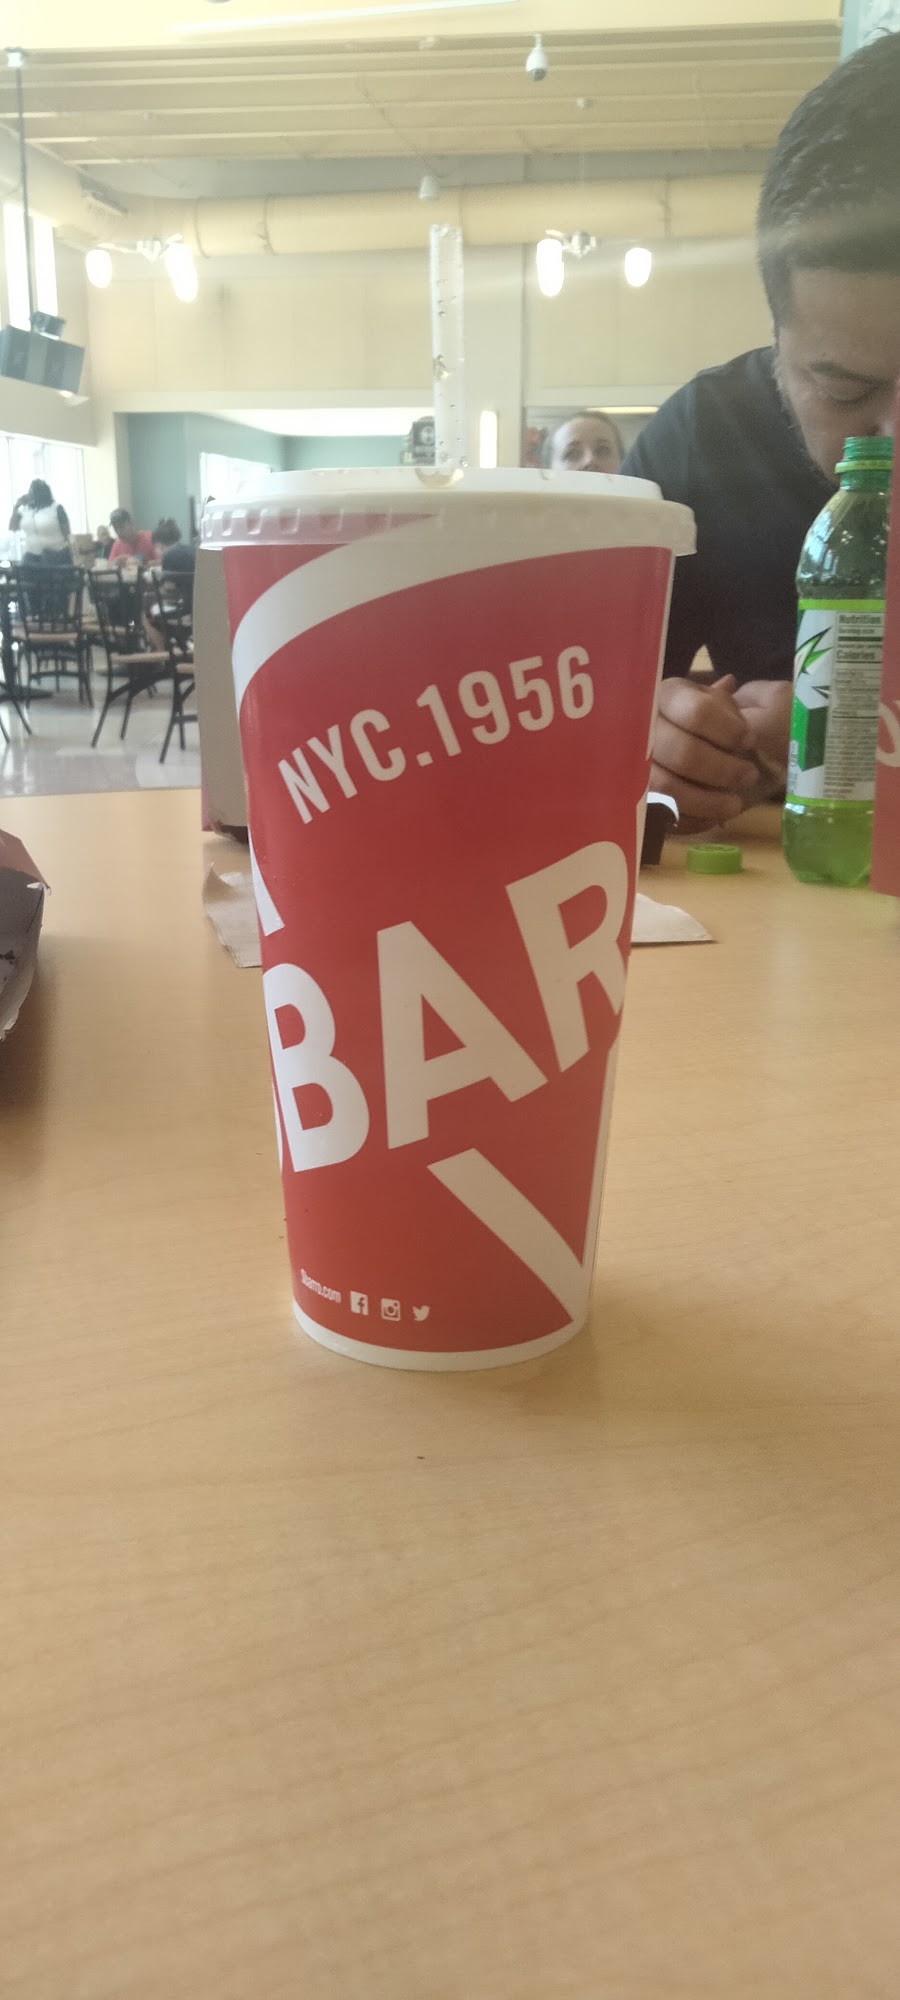 NYC.1956
BAR
Sbarro.com
Nutrition
Calories